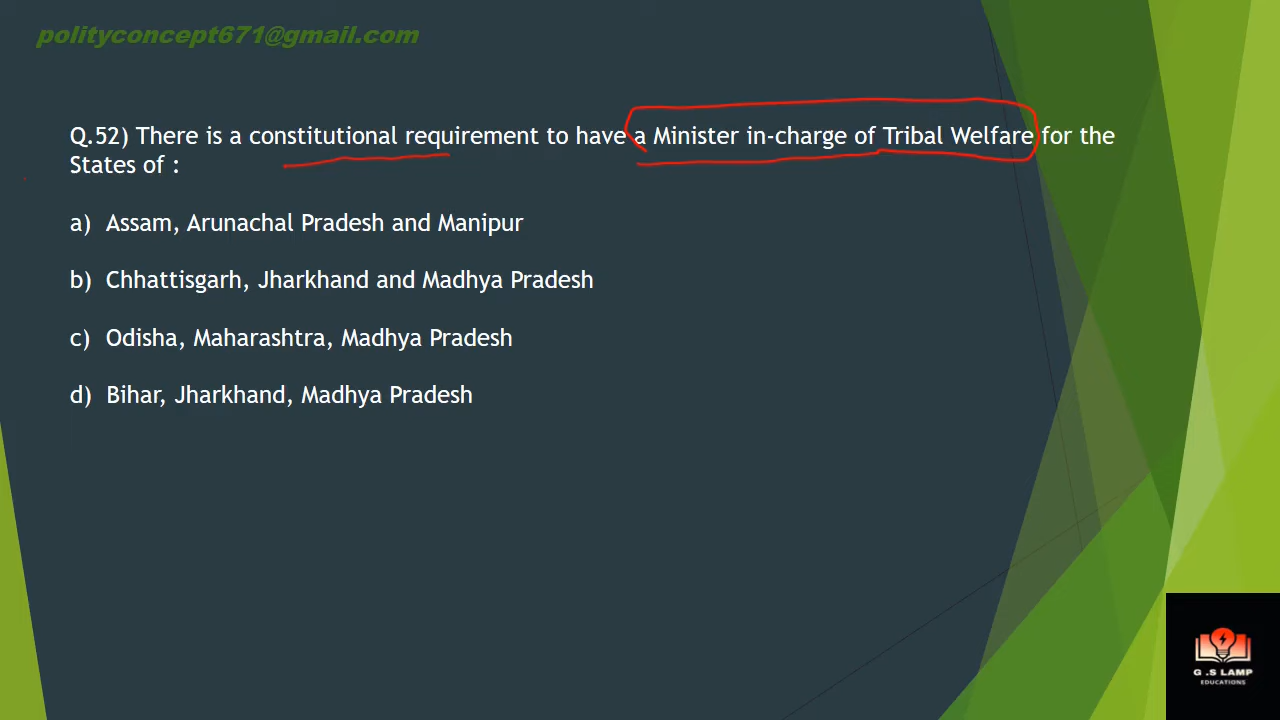 polityconcept671@gmail.com
Q.52) There is a constitutional requirement to have a Minister in-charge of Tribal Welfare for the
States of :
a) Assam, Arunachal Pradesh and Manipur
b) Chhattisgarh, Jharkhand and Madhya Pradesh
c) Odisha, Maharashtra, Madhya Pradesh
d) Bihar, Jharkhand, Madhya Pradesh
G .S LAMP
EDUCATIONS